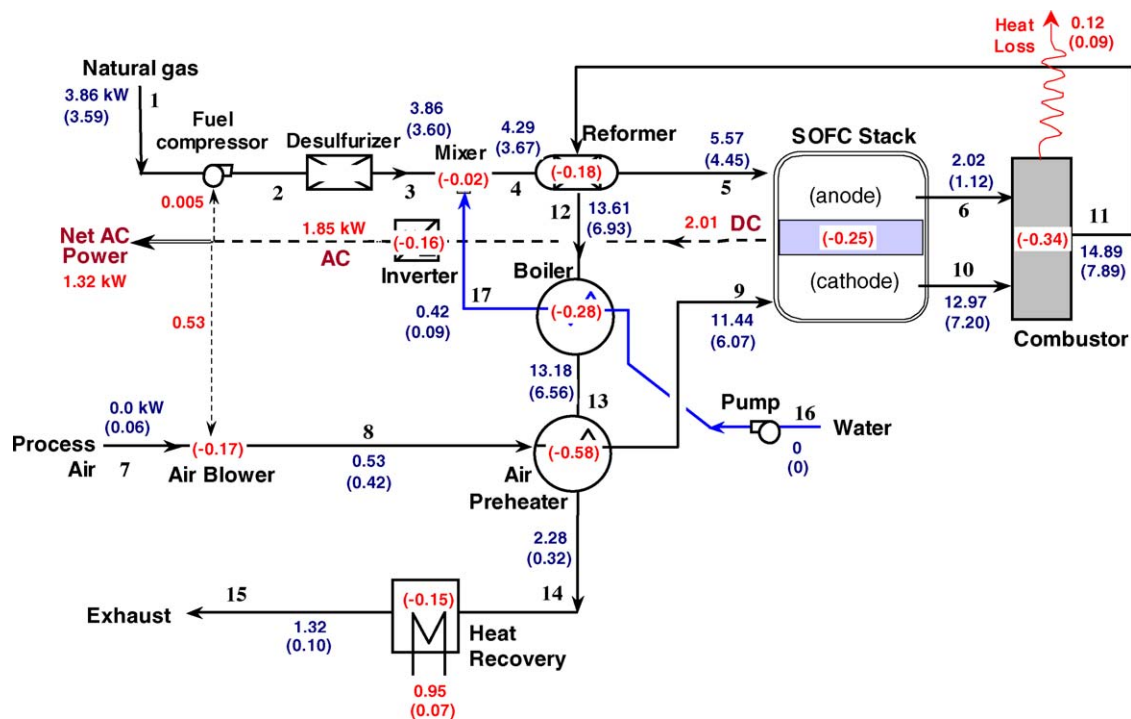 Heat
Loss
0.12
(0.09)
Natural gas
3.86 kW
(3.59)
1
Fuel
compressor
Desulfurizer
3.86
(3.60)
Mixer
(-0.02)
4.29
(3.67)
Reformer
(-0.18)
5.57
(4.45)
SOFC Stack
2.02
(1.12)
2
3
4
5
(anode)
6
11
0.005
12
13.61
(6.93)
2.01
DC
(-0.25)
(-0.34)
14.89
(7.89)
Net AC
Power
1.32 kW
1.85 kW
AC
(-0.16)
Inverter
Boiler
(-0.28)
(cathode)
9
11.44
(6.07)
10
12.97
(7.20)
Combustor
17
0.42
(0.09)
0.53
13.18
(6.56)
13
Pump
16
Water
0
(0)
0.0 kW
(0.06)
Process
Air
7
(-0.17)
Air Blower
8
0.53
(0.42)
(-0.58)
Air
Preheater
2.28
(0.32)
14
15
Exhaust
1.32
(0.10)
(-0.15)
Heat
Recovery
0.95
(0.07)